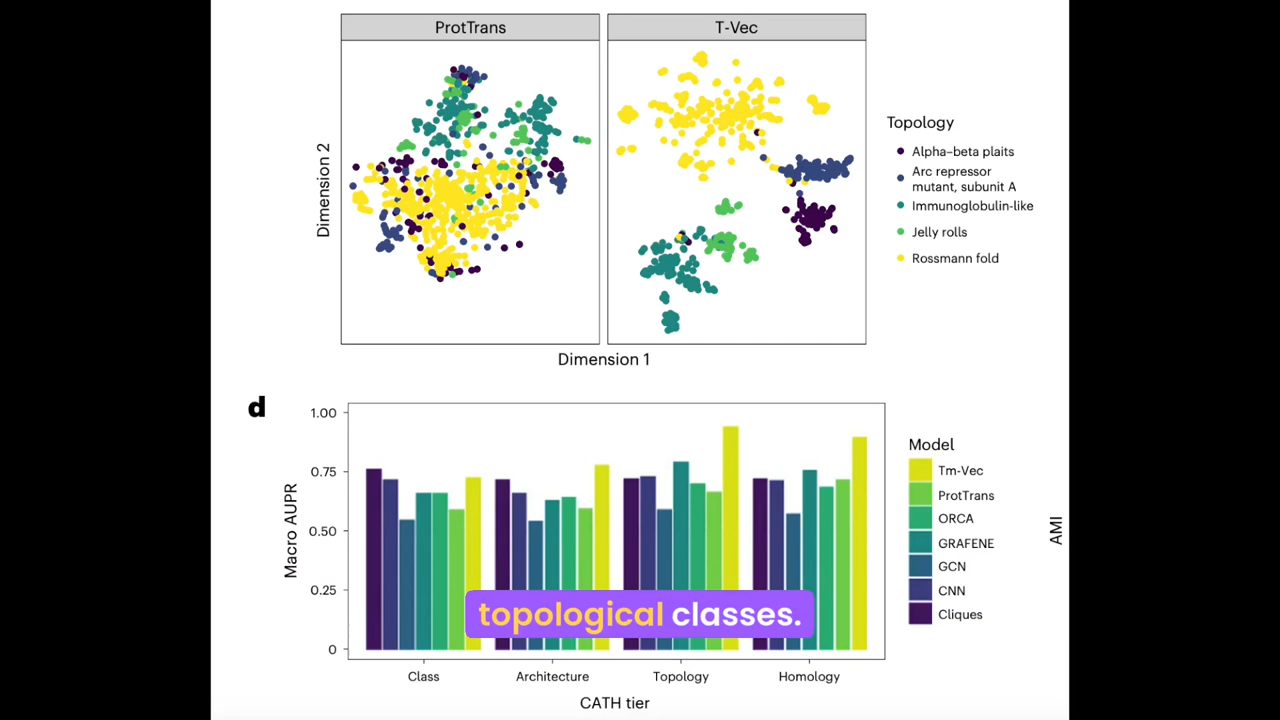 ProtTrans
T-Vec
Dimension 2
Dimension 1
Topology
Alpha–beta plaits
Arc repressor
mutant, subunit A
Immunoglobulin-like
Jelly rolls
Rossmann fold
d
Macro AUPR
1.00
0.75
0.50
0.25
0
Class
Architecture
Topology
Homology
CATH tier
topological classes.
Model
Tm-Vec
ProtTrans
ORCA
GRAFENE
GCN
CNN
Cliques
AMI